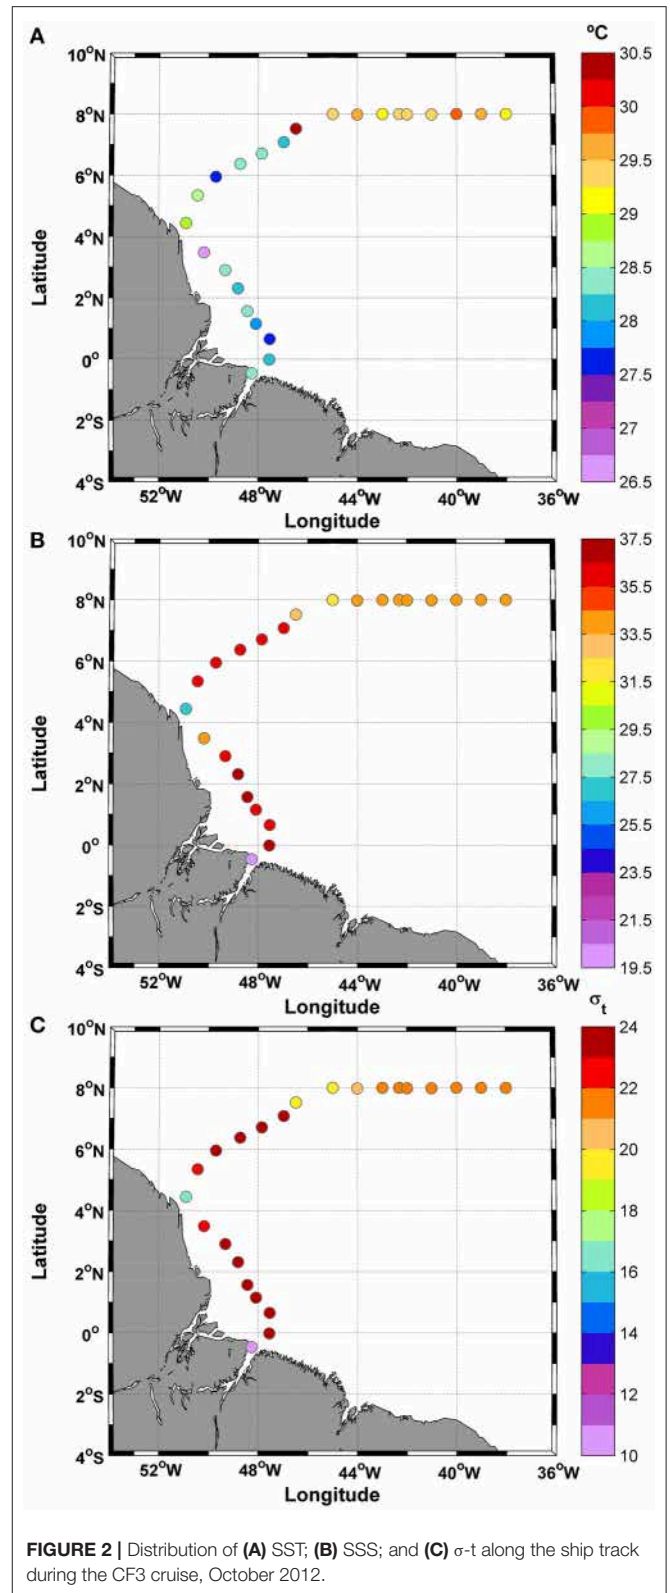 A
ºC
10°N
8°N
6°N
4°N
2°N
0°
2°S
4°S
Latitude
52°W
48°W
44°W
40°W
36°W
Longitude
30.5
30
29.5
29
28.5
28
27.5
27
26.5
B
10°N
8°N
6°N
4°N
2°N
0°
2°S
4°S
Latitude
52°W
48°W
44°W
40°W
36°W
Longitude
37.5
35.5
33.5
31.5
29.5
27.5
25.5
23.5
21.5
19.5
C
σt
10°N
8°N
6°N
4°N
2°N
0°
2°S
4°S
Latitude
52°W
48°W
44°W
40°W
36°W
Longitude
24
22
20
18
16
14
12
10
FIGURE 2 | Distribution of (A) SST; (B) SSS; and (C) σ-t along the ship track
during the CF3 cruise, October 2012.